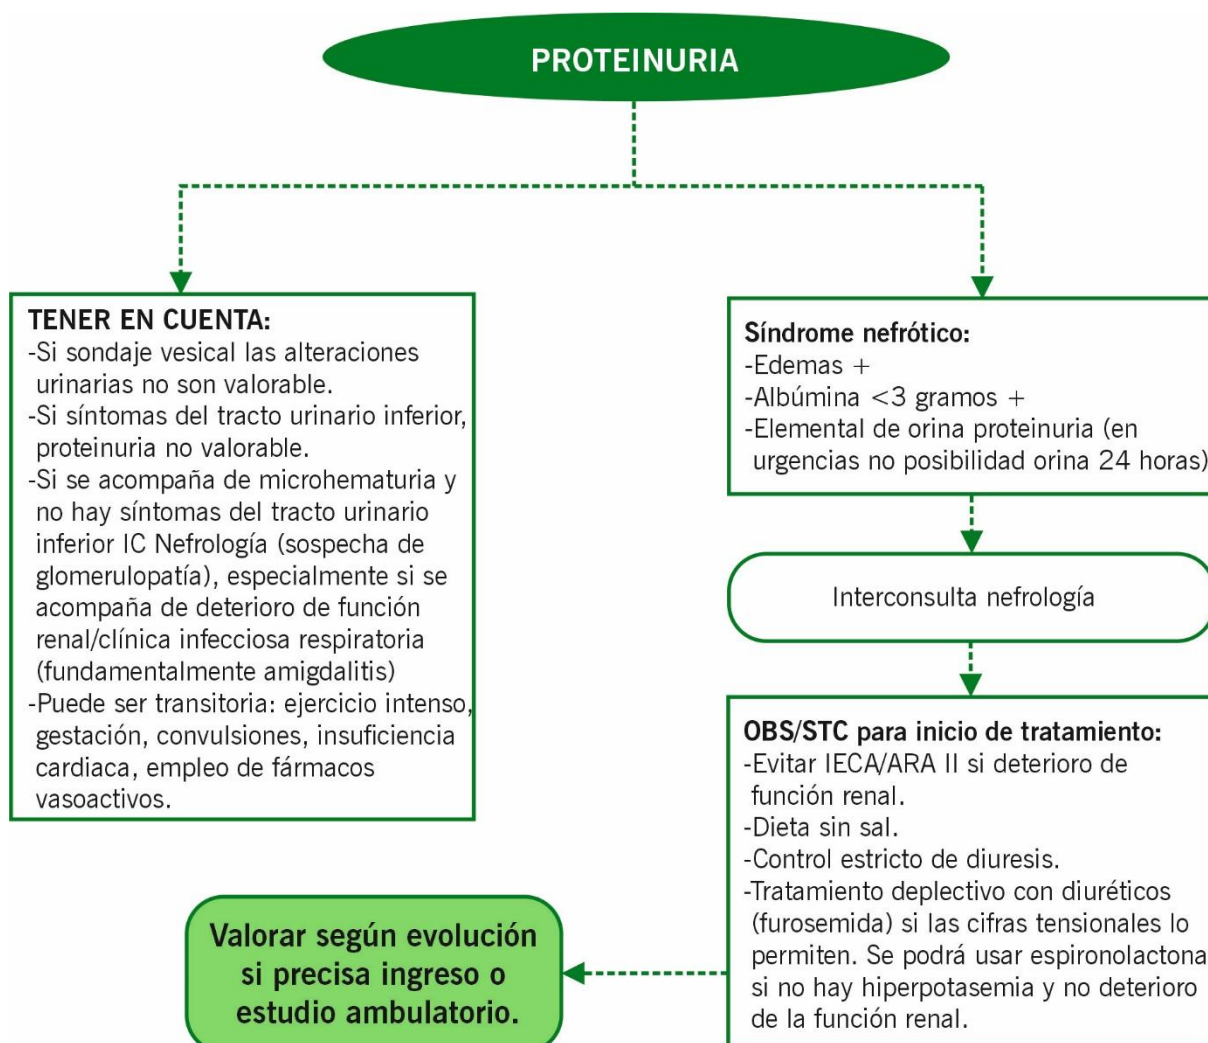 PROTEINURIA
TENER EN CUENTA:
-Si sondaje vesical las alteraciones
urinarias no son valorable.
-Si síntomas del tracto urinario inferior,
proteinuria no valorable.
-Si se acompaña de microhematuria y
no hay síntomas del tracto urinario
inferior IC Nefrología (sospecha de
glomerulopatía), especialmente si se
acompaña de deterioro de función
renal/clínica infecciosa respiratoria
(fundamentalmente amigdalitis)
-Puede ser transitoria: ejercicio intenso,
gestación, convulsiones, insuficiencia
cardiaca, empleo de fármacos
vasoactivos.
Síndrome nefrótico:
-Edemas +
-Albúmina <3 gramos +
-Elemental de orina proteinuria (en
urgencias no posibilidad orina 24 horas)
Interconsulta nefrología
OBS/STC para inicio de tratamiento:
-Evitar IECA/ARA II si deterioro de
función renal.
-Dieta sin sal.
-Control estricto de diuresis.
-Tratamiento deplectivo con diuréticos
(furosemida) si las cifras tensionales lo
permiten. Se podrá usar espironolactona
si no hay hiperpotasemia y no deterioro
de la función renal.
Valorar según evolución
si precisa ingreso o
estudio ambulatorio.